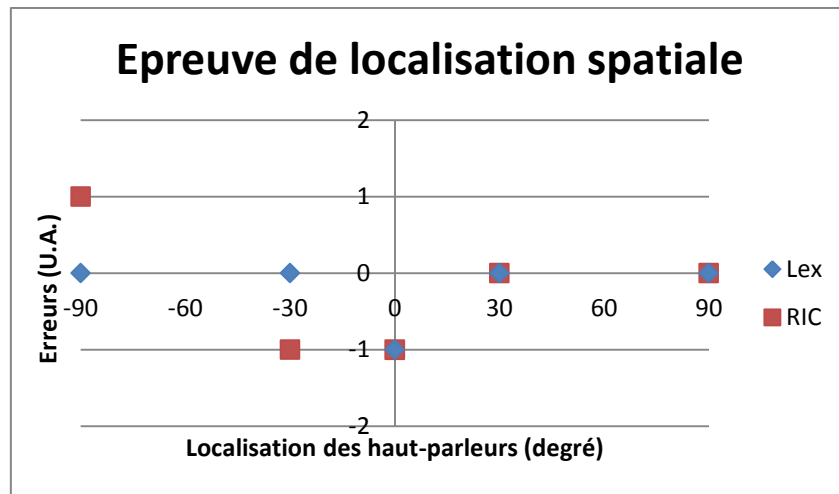 Epreuve de localisation spatiale
2
1
0
-1
-2
-90 -60 -30 0 30 60 90
Erreurs (U.A.)
Localisation des haut-parleurs (degré)
Lex
RIC